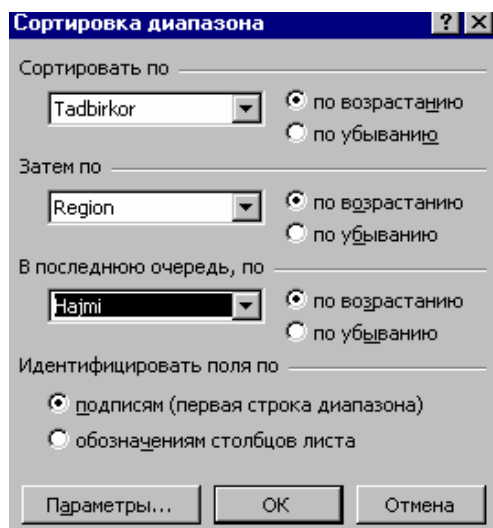 Сортировка диапазона
Сортировать по
Tadbirkor
по возрастанию
по убыванию
Затем по
Region
по возрастанию
по убыванию
В последнюю очередь, по
Hajmi
по возрастанию
по убыванию
Идентифицировать поля по
подписям (первая строка диапазона)
обозначениям столбцов листа
Параметры... OK Отмена